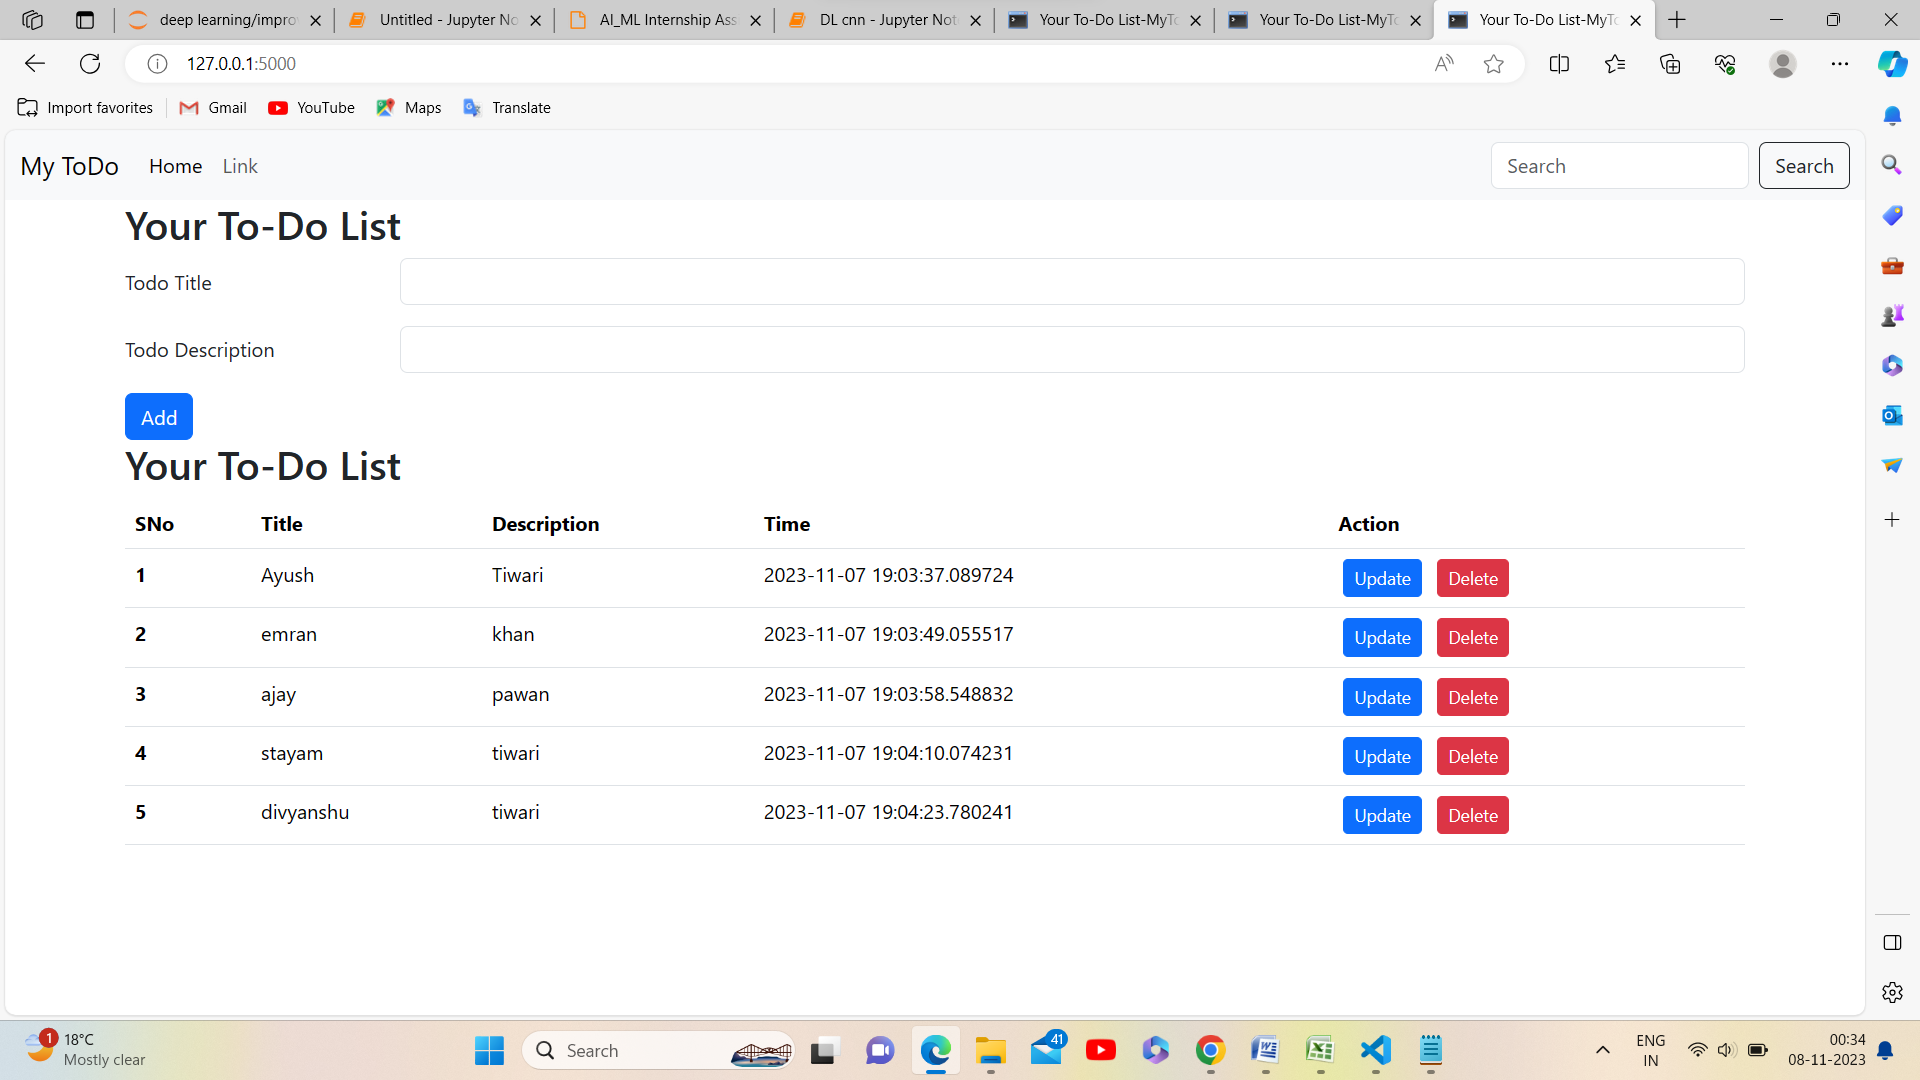 deep learning/impro
Untitled - Jupyter No
AI_ML Internship Ass
DL cnn - Jupyter Not
Your To-Do List-MyTo
Your To-Do List-MyTo
Your To-Do List-MyTo
127.0.0.1:5000
Import favorites
Gmail
YouTube
Maps
Translate
My ToDo Home Link Search Search
Your To-Do List
Todo Title
Todo Description
Add
Your To-Do List
SNo Title Description Time Action
1 Ayush Tiwari 2023-11-07 19:03:37.089724 Update Delete
2 emran khan 2023-11-07 19:03:49.055517 Update Delete
3 ajay pawan 2023-11-07 19:03:58.548832 Update Delete
4 stayam tiwari 2023-11-07 19:04:10.074231 Update Delete
5 divyanshu tiwari 2023-11-07 19:04:23.780241 Update Delete
1
18°C
Mostly clear
Search
41
ENG
IN
00:34
08-11-2023